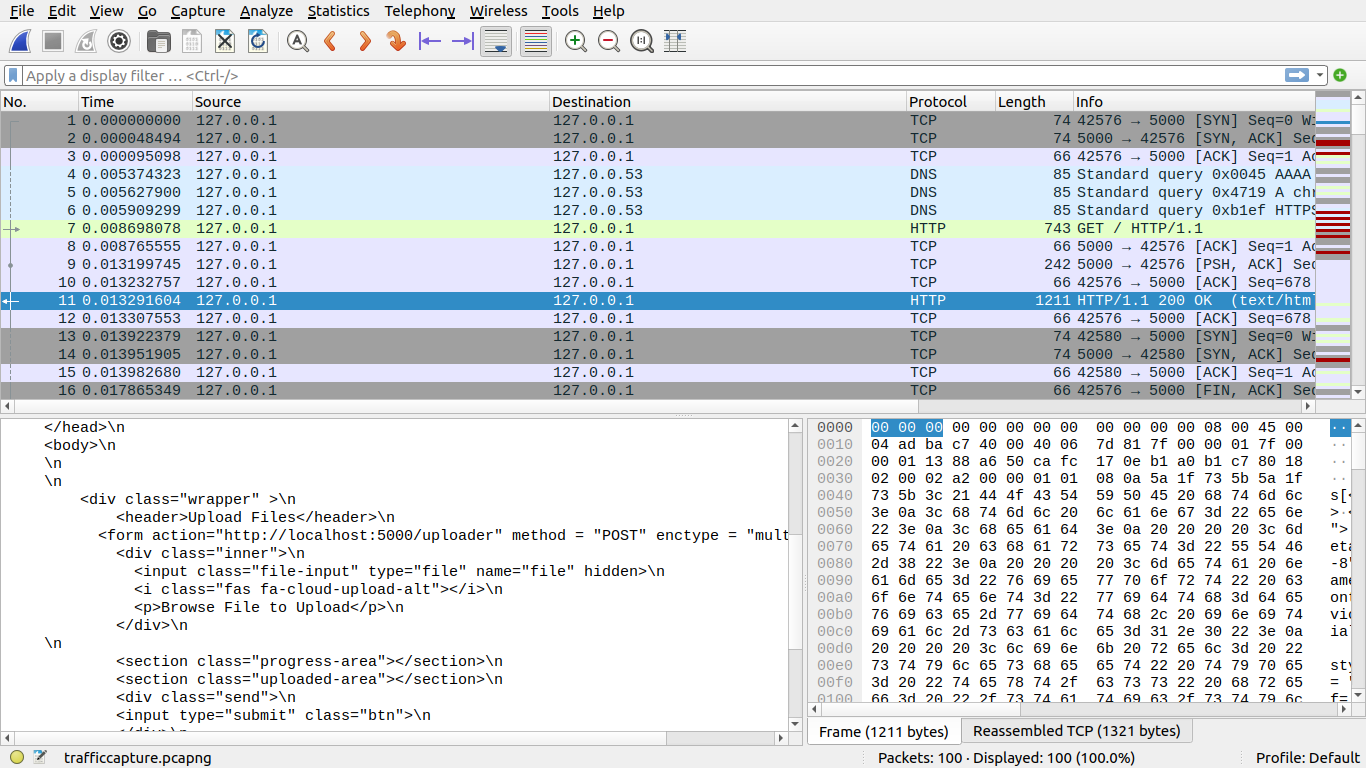 File Edit View Go Capture Analyze Statistics Telephony Wireless Tools Help
Apply a display filter … <Ctrl-/>
No. Time Source Destination Protocol Length Info
1 0.000000000 127.0.0.1 127.0.0.1 TCP 74 42576 → 5000 [SYN] Seq=0
2 0.000048494 127.0.0.1 127.0.0.1 TCP 74 5000 → 42576 [SYN, ACK]
3 0.000095098 127.0.0.1 127.0.0.1 TCP 66 42576 → 5000 [ACK] Seq=1
4 0.005374323 127.0.0.1 127.0.0.53 DNS 85 Standard query 0x0045 AAAA
5 0.005627900 127.0.0.1 127.0.0.53 DNS 85 Standard query 0x4719 A chr
6 0.005909299 127.0.0.1 127.0.0.53 DNS 85 Standard query 0xb1ef HTTPS
7 0.008698078 127.0.0.1 127.0.0.1 HTTP 743 GET / HTTP/1.1
8 0.008765555 127.0.0.1 127.0.0.1 TCP 66 5000 → 42576 [ACK] Seq=1
9 0.013199745 127.0.0.1 127.0.0.1 TCP 242 5000 → 42576 [PSH, ACK]
10 0.013232757 127.0.0.1 127.0.0.1 TCP 66 42576 → 5000 [ACK] Seq=678
11 0.013291604 127.0.0.1 127.0.0.1 HTTP 1211 HTTP/1.1 200 OK (text/htm
12 0.013307553 127.0.0.1 127.0.0.1 TCP 66 42576 → 5000 [ACK] Seq=678
13 0.013922379 127.0.0.1 127.0.0.1 TCP 74 42580 → 5000 [SYN] Seq=0
14 0.013951905 127.0.0.1 127.0.0.1 TCP 74 5000 → 42580 [SYN, ACK]
15 0.013982680 127.0.0.1 127.0.0.1 TCP 66 42580 → 5000 [ACK] Seq=1
16 0.017865349 127.0.0.1 127.0.0.1 TCP 66 42576 → 5000 [FIN, ACK]
</head>\n
<body>\n
\n
\n
<div class="wrapper" >\n
<header>Upload Files</header>\n
<form action="http://localhost:5000/uploader" method = "POST" enctype = "mult
<div class="inner">\n
<input class="file-input" type="file" name="file" hidden>\n
<i class="fas fa-cloud-upload-alt"></i>\n
<p>Browse File to Upload</p>\n
</div>\n
\n
<section class="progress-area"></section>\n
<section class="uploaded-area"></section>\n
<div class="send">\n
<input type="submit" class="btn">\n
0000 00 00 00 00 00 00 00 00 00 00 00 00 00 08 00 45 00 ··
0010 04 ad ba c7 40 00 40 06 7d 81 7f 00 00 01 7f 00 ···
0020 00 01 13 88 a6 50 ca fc 17 0e b1 a0 b1 c7 80 18 ···
0030 02 00 02 a2 00 00 01 01 08 0a 5a 1f 73 5b 5a 1f ···
0040 73 5b 3c 21 44 4f 43 54 59 50 45 20 68 74 6d 6c s[<
0050 3e 0a 3c 68 74 6d 6c 20 6c 61 6e 67 3d 22 65 6e >·<
0060 22 3e 0a 3c 68 65 61 64 3e 0a 20 20 20 20 3c 6d ">·
0070 65 74 61 20 63 68 61 72 73 65 74 3d 22 55 54 46 eta
0080 2d 38 22 3e 0a 20 20 20 20 3c 6d 65 74 61 20 6e -8"
0090 61 6d 65 3d 22 76 69 65 77 70 6f 72 74 22 20 63 ame
00a0 6f 6e 74 65 6e 74 3d 22 77 69 64 74 68 3d 64 65 ont
00b0 76 69 63 65 2d 77 69 64 74 68 2c 20 69 6e 69 74 vic
00c0 69 61 6c 2d 73 63 61 6c 65 3d 31 2e 30 22 3e 0a ial
00d0 20 20 20 20 3c 6c 69 6e 6b 20 72 65 6c 3d 20 22
00e0 73 74 79 6c 65 73 68 65 65 74 22 20 74 79 70 65 sty
00f0 3d 20 22 74 65 78 74 2f 63 73 73 22 20 68 72 65 = "
0100 66 3d 20 22 2f 73 74 61 74 69 63 2f 73 74 79 6c f=
Frame (1211 bytes) Reassembled TCP (1321 bytes)
trafficcapture.pcapng Packets: 100 · Displayed: 100 (100.0%) Profile: Default